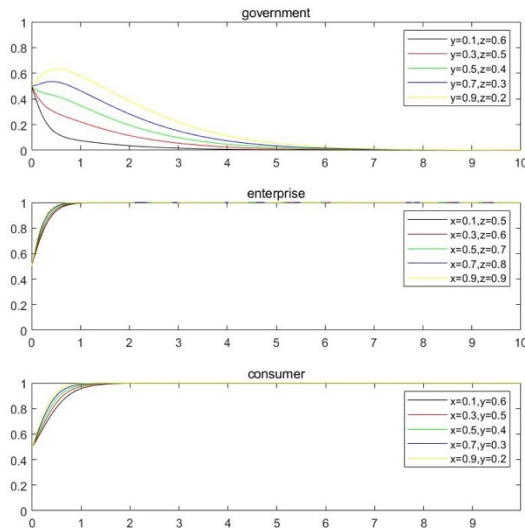 government
1
0.8
0.6
0.4
0.2
0
y=0.1,z=0.6
y=0.3,z=0.5
y=0.5,z=0.4
y=0.7,z=0.3
y=0.9,z=0.2
0 1 2 3 4 5 6 7 8 9 10
enterprise
1
0.8
0.6
0.4
0.2
0
x=0.1,z=0.5
x=0.3,z=0.6
x=0.5,z=0.7
x=0.7,z=0.8
x=0.9,z=0.9
0 1 2 3 4 5 6 7 8 9 10
consumer
1
0.8
0.6
0.4
0.2
0
x=0.1,y=0.6
x=0.3,y=0.5
x=0.5,y=0.4
x=0.7,y=0.3
x=0.9,y=0.2
0 1 2 3 4 5 6 7 8 9 10